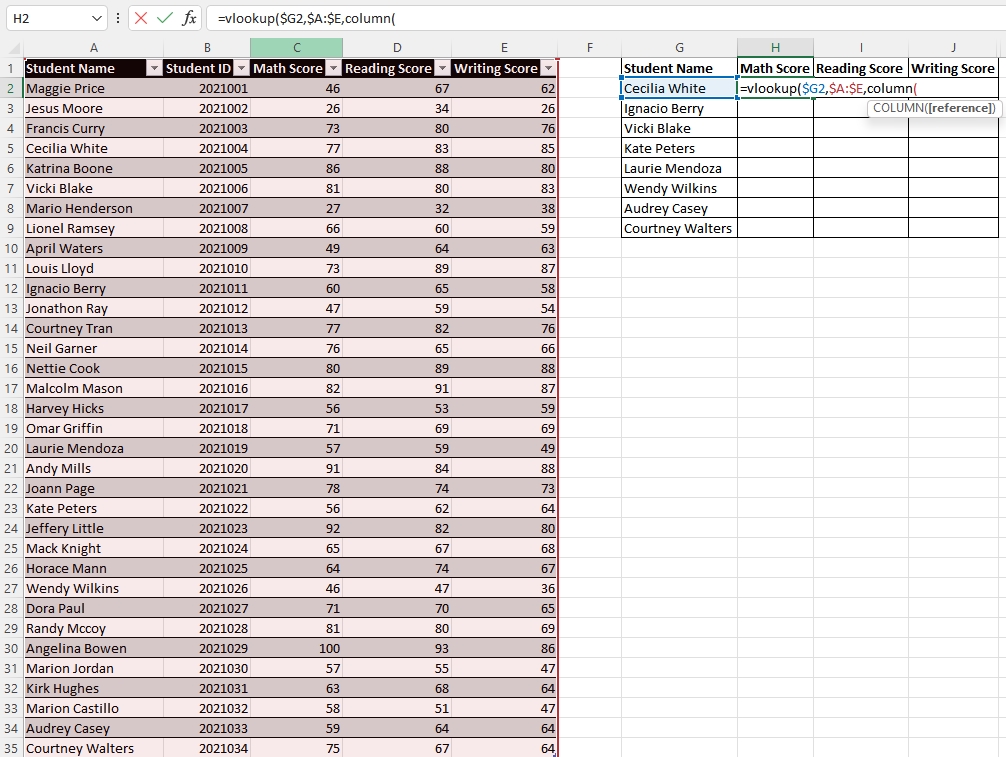 H2 fx =vlookup($G2,$A:$E,column(
A B C D E F G H I J
1 Student Name Student ID Math Score Reading Score Writing Score Student Name Math Score Reading Score Writing Score
2 Maggie Price 2021001 46 67 62 Cecilia White =vlookup($G2,$A:$E,column(
3 Jesus Moore 2021002 26 34 26 Ignacio Berry COLUMN([reference])
4 Francis Curry 2021003 73 80 76 Vicki Blake
5 Cecilia White 2021004 77 83 85 Kate Peters
6 Katrina Boone 2021005 86 88 80 Laurie Mendoza
7 Vicki Blake 2021006 81 80 83 Wendy Wilkins
8 Mario Henderson 2021007 27 32 38 Audrey Casey
9 Lionel Ramsey 2021008 66 60 59 Courtney Walters
10 April Waters 2021009 49 64 63
11 Louis Lloyd 2021010 73 89 87
12 Ignacio Berry 2021011 60 65 58
13 Jonathon Ray 2021012 47 59 54
14 Courtney Tran 2021013 77 82 76
15 Neil Garner 2021014 76 65 66
16 Nettie Cook 2021015 80 89 88
17 Malcolm Mason 2021016 82 91 87
18 Harvey Hicks 2021017 56 53 59
19 Omar Griffin 2021018 71 69 69
20 Laurie Mendoza 2021019 57 59 49
21 Andy Mills 2021020 91 84 88
22 Joann Page 2021021 78 74 73
23 Kate Peters 2021022 56 62 64
24 Jeffery Little 2021023 92 82 80
25 Mack Knight 2021024 65 67 68
26 Horace Mann 2021025 64 74 67
27 Wendy Wilkins 2021026 46 47 36
28 Dora Paul 2021027 71 70 65
29 Randy Mccoy 2021028 81 80 69
30 Angelina Bowen 2021029 100 93 86
31 Marion Jordan 2021030 57 55 47
32 Kirk Hughes 2021031 63 68 64
33 Marion Castillo 2021032 58 51 47
34 Audrey Casey 2021033 59 64 64
35 Courtney Walters 2021034 75 67 64